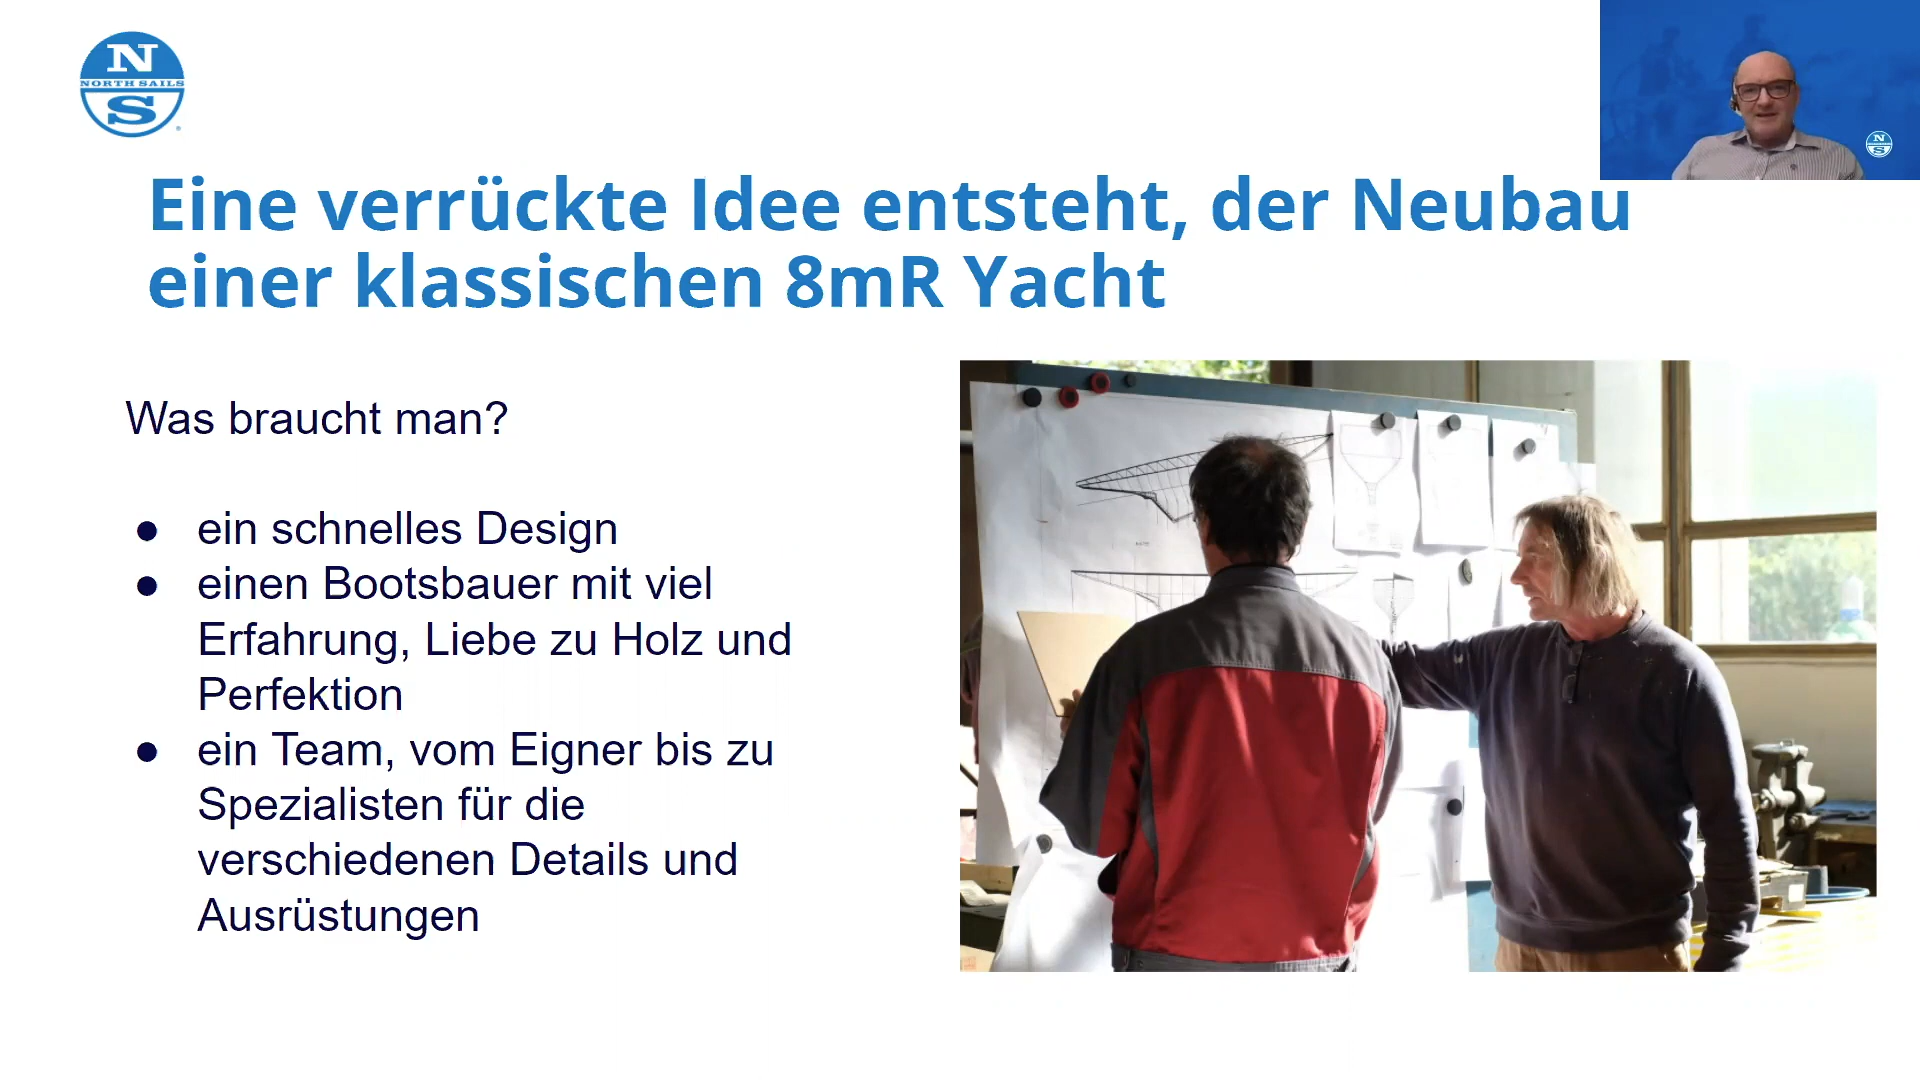 N
NORTH SAILS
S
Eine verrückte Idee entsteht, der Neubau
einer klassischen 8mR Yacht
Was braucht man?
● ein schnelles Design
● einen Bootsbauer mit viel
Erfahrung, Liebe zu Holz und
Perfektion
● ein Team, vom Eigner bis zu
Spezialisten für die
verschiedenen Details und
Ausrüstungen
N
S